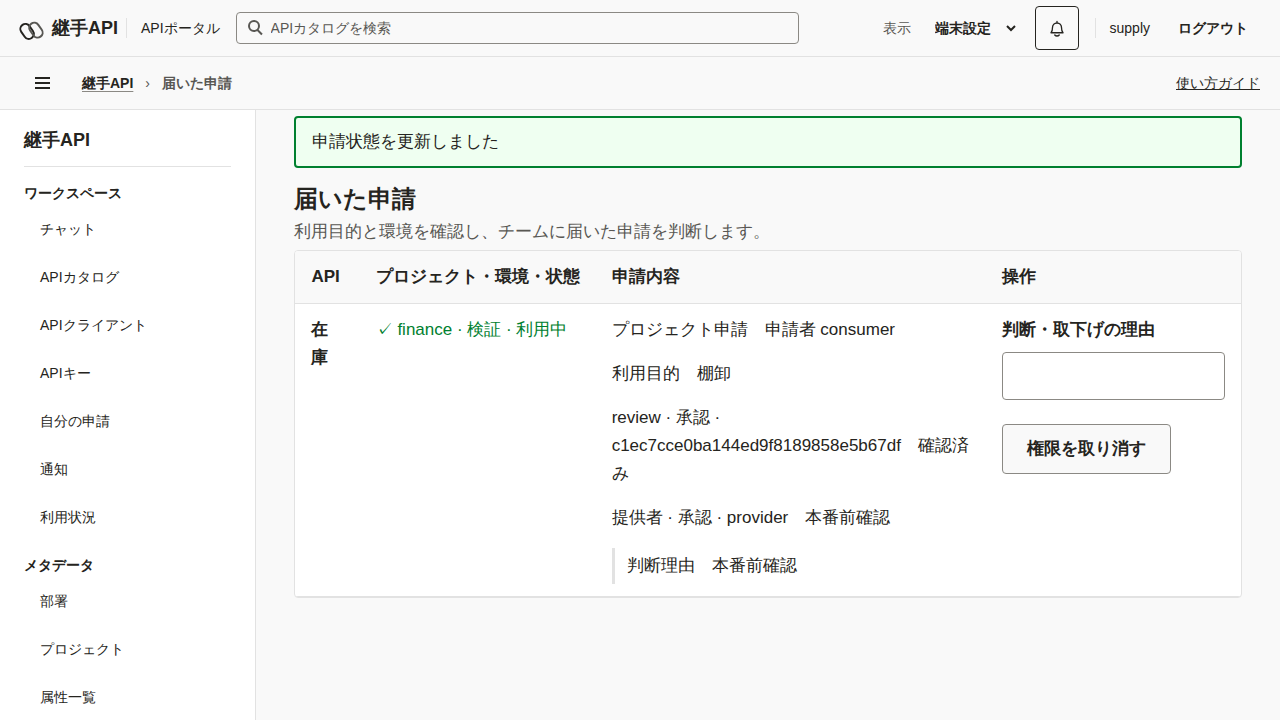 継手API
APIポータル
APIカタログを検索
表示
端末設定
supply
ログアウト
継手API › 届いた申請
使い方ガイド
継手API
ワークスペース
チャット
APIカタログ
APIクライアント
APIキー
自分の申請
通知
利用状況
メタデータ
部署
プロジェクト
属性一覧
申請状態を更新しました
届いた申請
利用目的と環境を確認し、チームに届いた申請を判断します。
API プロジェクト・環境・状態 申請内容 操作
在
庫
✓ finance · 検証 · 利用中
プロジェクト申請　申請者 consumer
利用目的　棚卸
review · 承認 ·
c1ec7cce0ba144ed9f8189858e5b67df　確認済
み
提供者 · 承認 · provider　本番前確認
判断理由　本番前確認
判断・取下げの理由
権限を取り消す